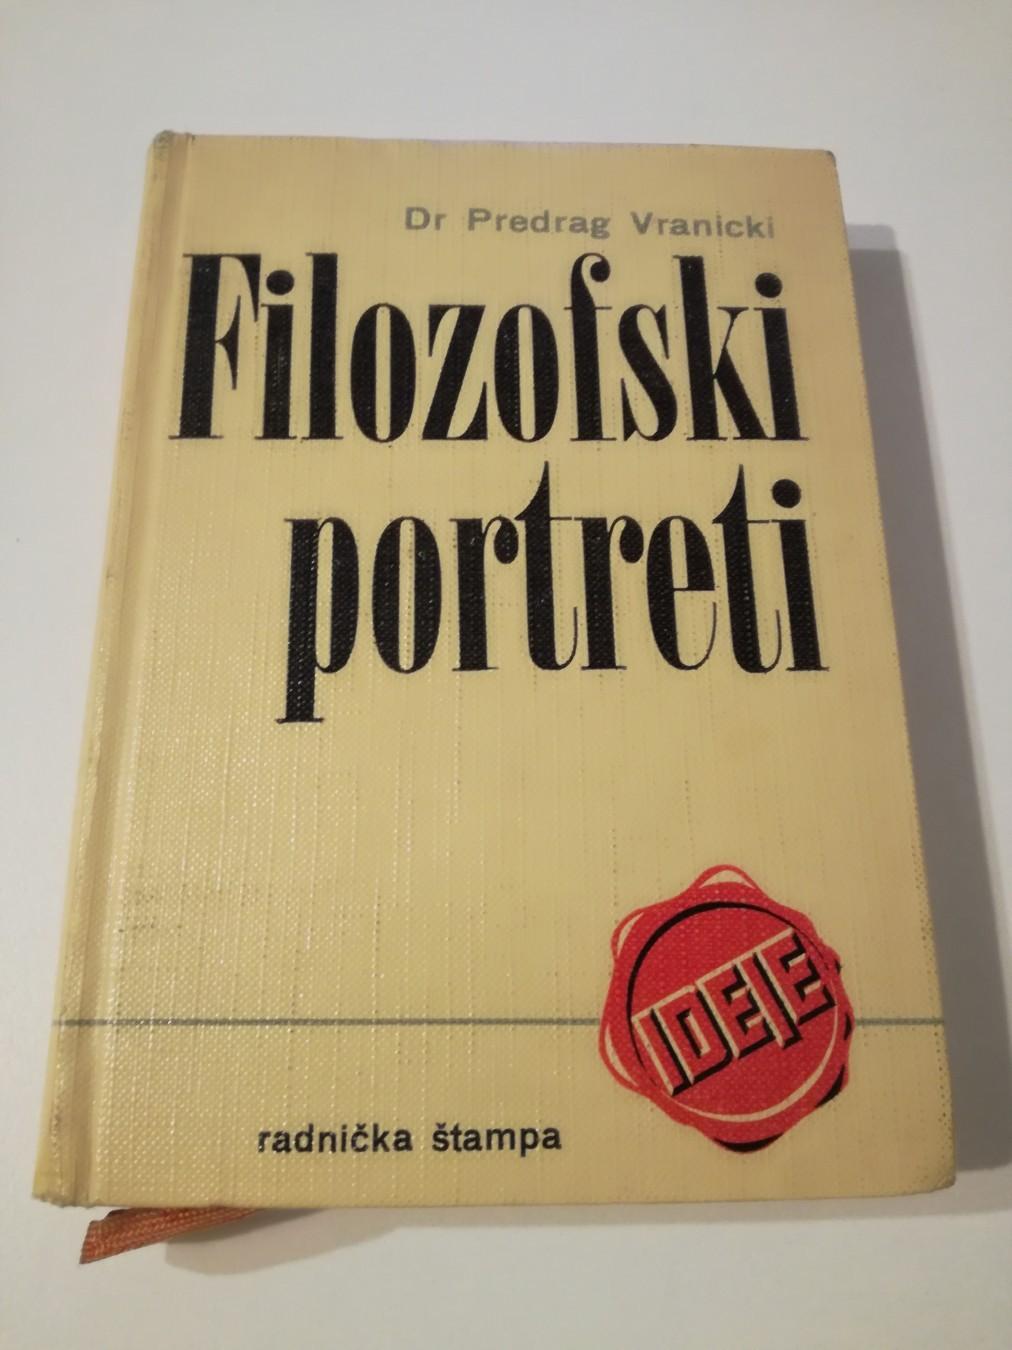 Dr Predrag Vranicki
Filozofski
portreti
IDEJE
radnička štampa